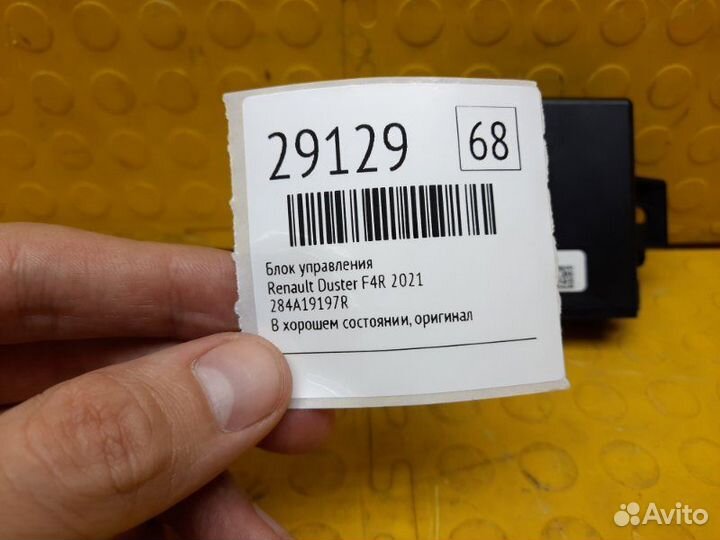 29129
68
Блок управления
Renault Duster F4R 2021
284A19197R
В хорошем состоянии, оригинал
Avito